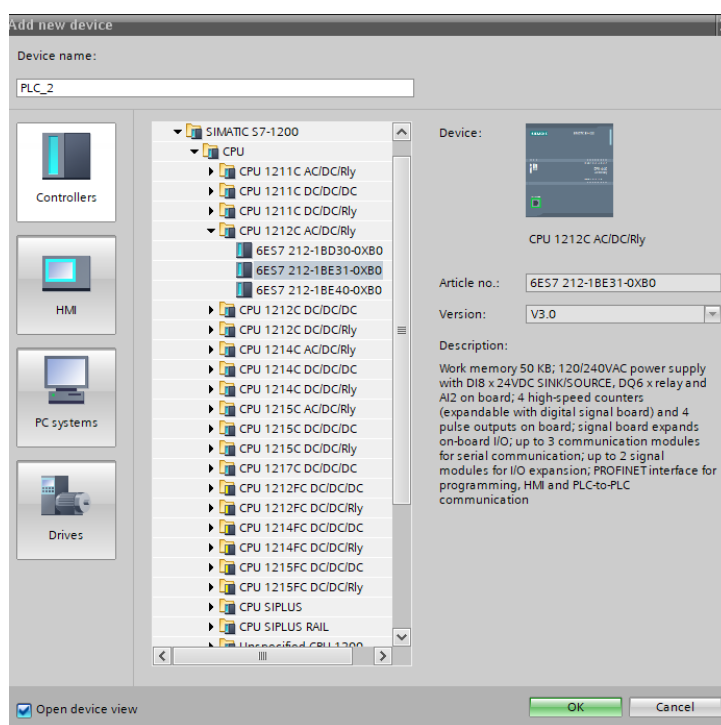 Add new device
Device name:
PLC_2
Controllers
HMI
PC systems
Drives
SIMATIC S7-1200
CPU
CPU 1211C AC/DC/Rly
CPU 1211C DC/DC/DC
CPU 1211C DC/DC/Rly
CPU 1212C AC/DC/Rly
6ES7 212-1BD30-0XB0
6ES7 212-1BE31-0XB0
6ES7 212-1BE40-0XB0
CPU 1212C DC/DC/DC
CPU 1212C DC/DC/Rly
CPU 1214C AC/DC/Rly
CPU 1214C DC/DC/DC
CPU 1214C DC/DC/Rly
CPU 1215C AC/DC/Rly
CPU 1215C DC/DC/DC
CPU 1215C DC/DC/Rly
CPU 1217C DC/DC/DC
CPU 1212FC DC/DC/DC
CPU 1212FC DC/DC/Rly
CPU 1214FC DC/DC/DC
CPU 1214FC DC/DC/Rly
CPU 1215FC DC/DC/DC
CPU 1215FC DC/DC/Rly
CPU SIPLUS
CPU SIPLUS RAIL
Unspecified CPU 1200
Device:
SIEMENS
CPU 1212C AC/DC/Rly
Article no.:
6ES7 212-1BE31-0XB0
Version:
V3.0
Description:
Work memory 50 KB; 120/240VAC power supply
with DI8 x 24VDC SINK/SOURCE, DQ6 x relay and
AI2 on board; 4 high-speed counters
(expandable with digital signal board) and 4
pulse outputs on board; signal board expands
on-board I/O; up to 3 communication modules
for serial communication; up to 2 signal
modules for I/O expansion; PROFINET interface for
programming, HMI and PLC-to-PLC
communication
Open device view
OK
Cancel